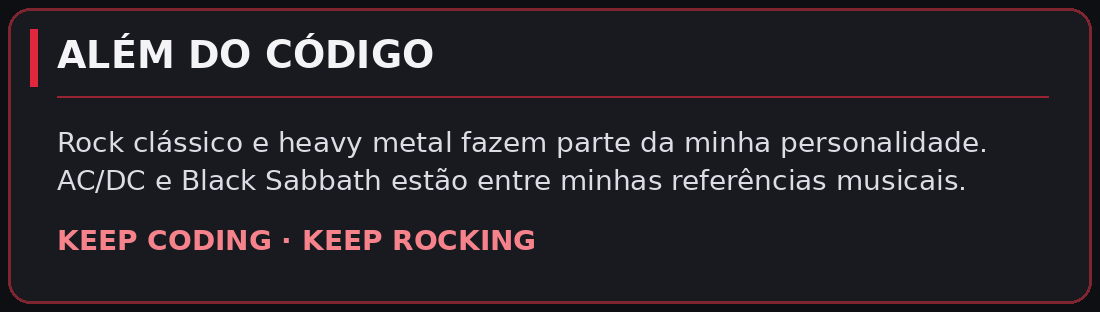 ALÉM DO CÓDIGO
Rock clássico e heavy metal fazem parte da minha personalidade.
AC/DC e Black Sabbath estão entre minhas referências musicais.
KEEP CODING · KEEP ROCKING